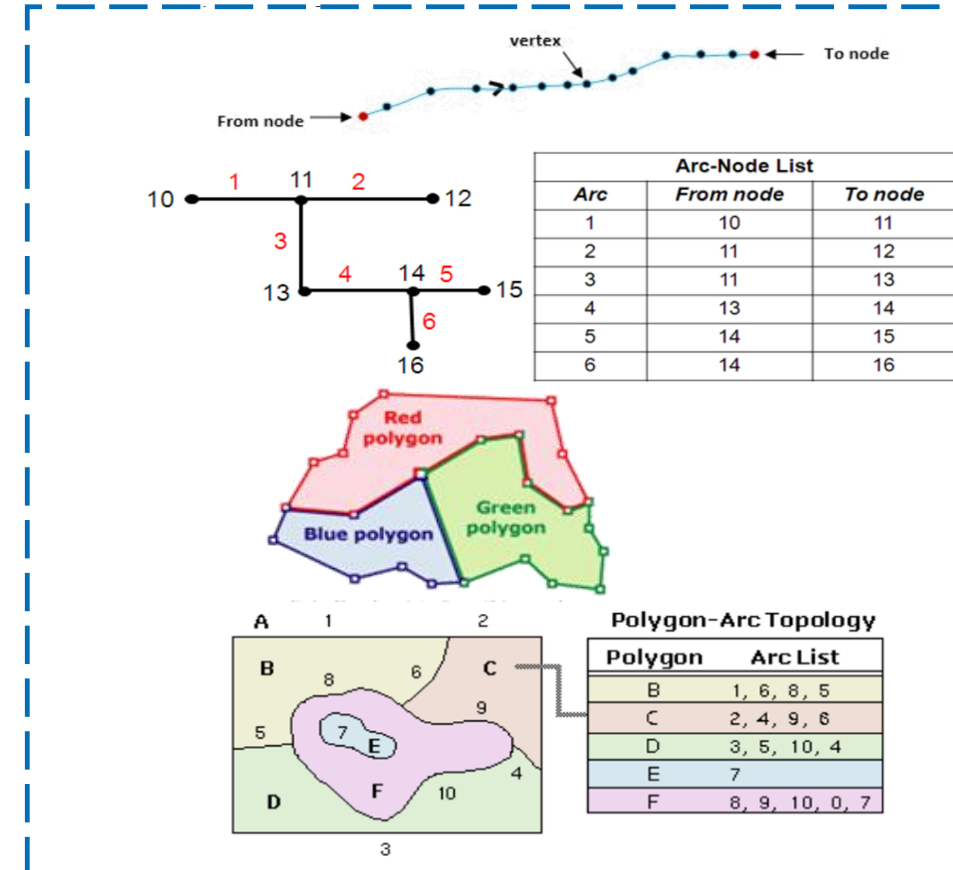 vertex
To node
From node
10 1 11 2 12
3
13 4 14 5 15
6
16
Arc-Node List
Arc From node To node
1 10 11
2 11 12
3 11 13
4 13 14
5 14 15
6 14 16
Red
polygon
Green
polygon
Blue polygon
A 1 2
B 8 6 C
9
5 7 E
4
D F 10
3
Polygon-Arc Topology
Polygon Arc List
B 1, 6, 8, 5
C 2, 4, 9, 6
D 3, 5, 10, 4
E 7
F 8, 9, 10, 0, 7